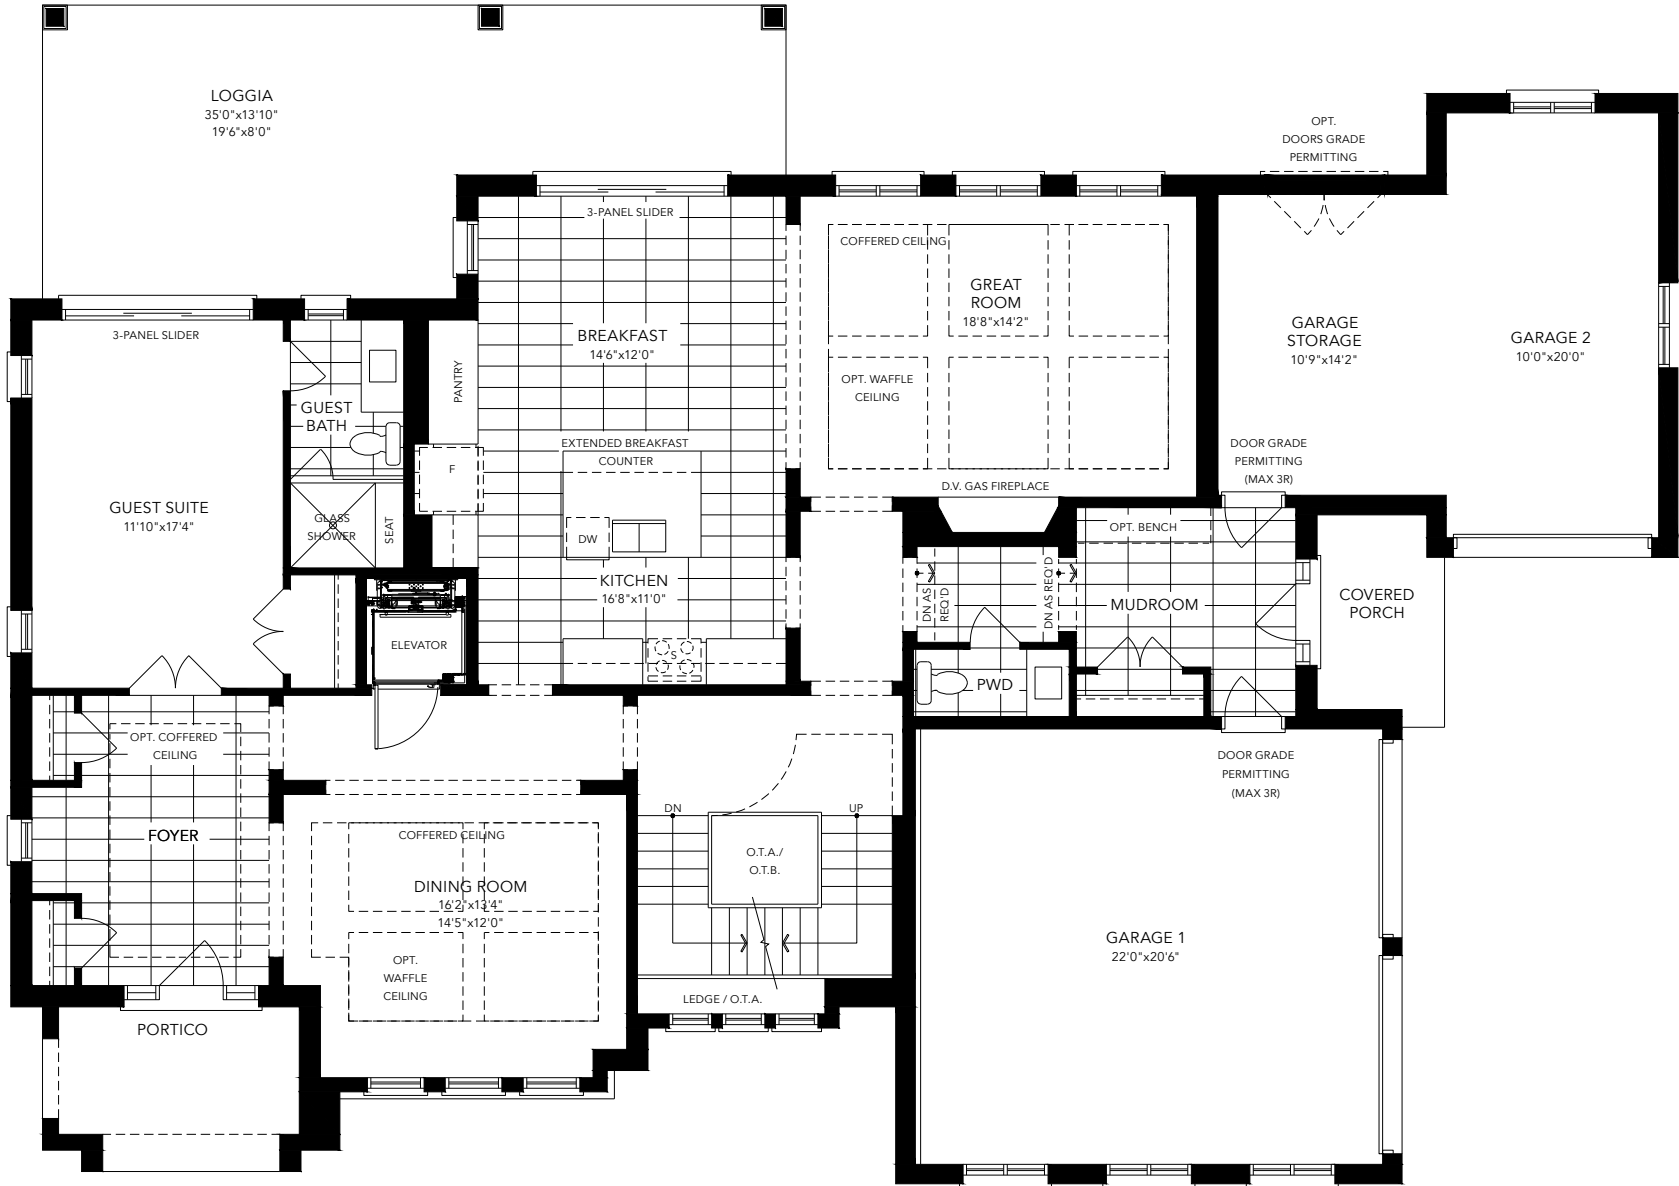 LOGGIA
35'0"x13'10"
19'6"x8'0"
OPT.
DOORS GRADE
PERMITTING
3-PANEL SLIDER
COFFERED CEILING
GREAT
ROOM
18'8"x14'2"
OPT. WAFFLE
CEILING
D.V. GAS FIREPLACE
GARAGE
STORAGE
10'9"x14'2"
GARAGE 2
10'0"x20'0"
DOOR GRADE
PERMITTING
(MAX 3R)
3-PANEL SLIDER
BREAKFAST
14'6"x12'0"
PANTRY
GUEST
BATH
EXTENDED BREAKFAST
COUNTER
F
GUEST SUITE
11'10"x17'4"
GLASS
SHOWER
SEAT
DW
KITCHEN
16'8"x11'0"
S
ELEVATOR
OPT. BENCH
DN AS
REQ'D
DN AS REQ'D
MUDROOM
COVERED
PORCH
PWD
OPT. COFFERED
CEILING
FOYER
DOOR GRADE
PERMITTING
(MAX 3R)
DN
UP
O.T.A./
O.T.B.
COFFERED CEILING
DINING ROOM
16'2"x13'4"
14'5"x12'0"
OPT.
WAFFLE
CEILING
GARAGE 1
22'0"x20'6"
LEDGE / O.T.A.
PORTICO